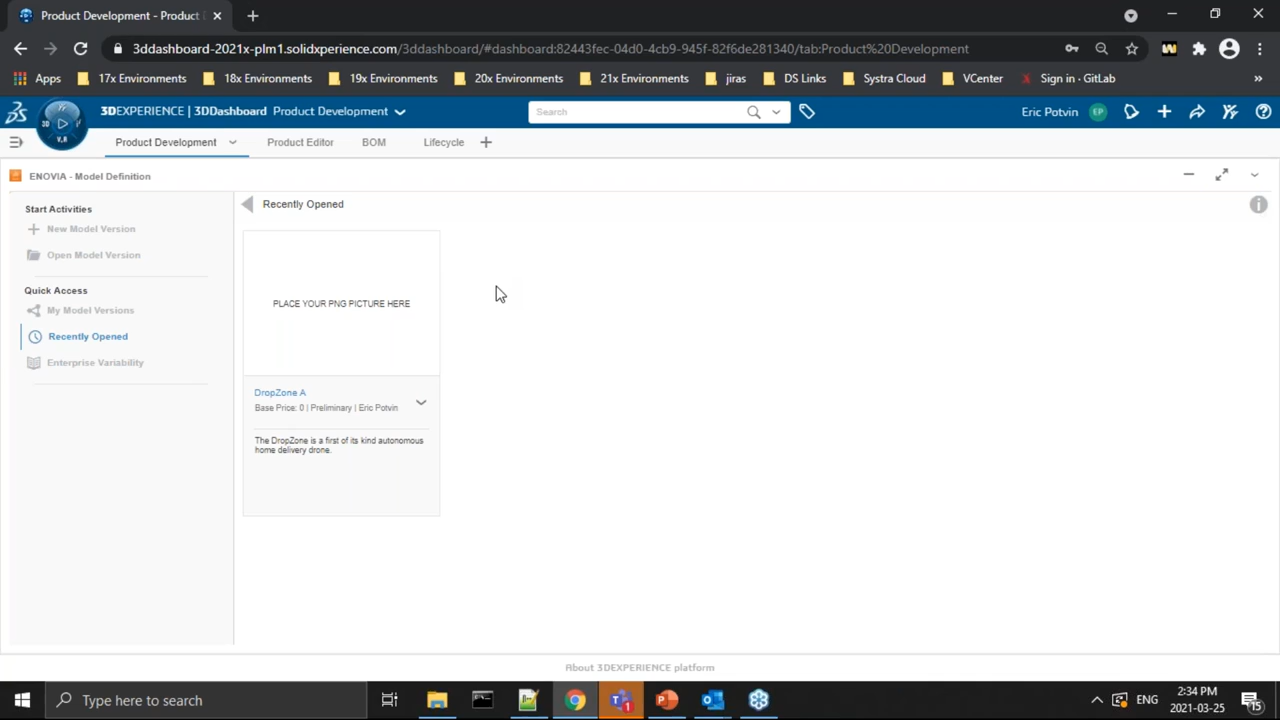 Product Development - Product
3ddashboard-2021x-plm1.solidxperience.com/3ddashboard/#dashboard:82443fec-04d0-4cb9-945f-82f6de281340/tab:Product%20Development
Apps 17x Environments 18x Environments 19x Environments 20x Environments 21x Environments jiras DS Links Systra Cloud VCenter Sign in · GitLab »
3DEXPERIENCE | 3DDashboard Product Development Search Eric Potvin EP
3D V,R
Product Development Product Editor BOM Lifecycle
ENOVIA - Model Definition
Start Activities
New Model Version
Open Model Version
Quick Access
My Model Versions
Recently Opened
Enterprise Variability
Recently Opened
PLACE YOUR PNG PICTURE HERE
DropZone A
Base Price: 0 | Preliminary | Eric Potvin
The DropZone is a first of its kind autonomous
home delivery drone.
About 3DEXPERIENCE platform
Type here to search
1
ENG
2:34 PM
2021-03-25
15